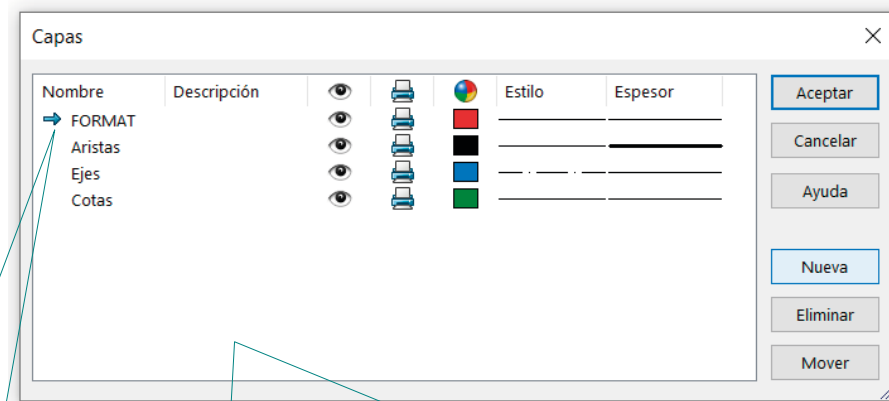 Capas
Nombre Descripción Estilo Espesor
FORMAT
Aristas
Ejes
Cotas
Aceptar
Cancelar
Ayuda
Nueva
Eliminar
Mover